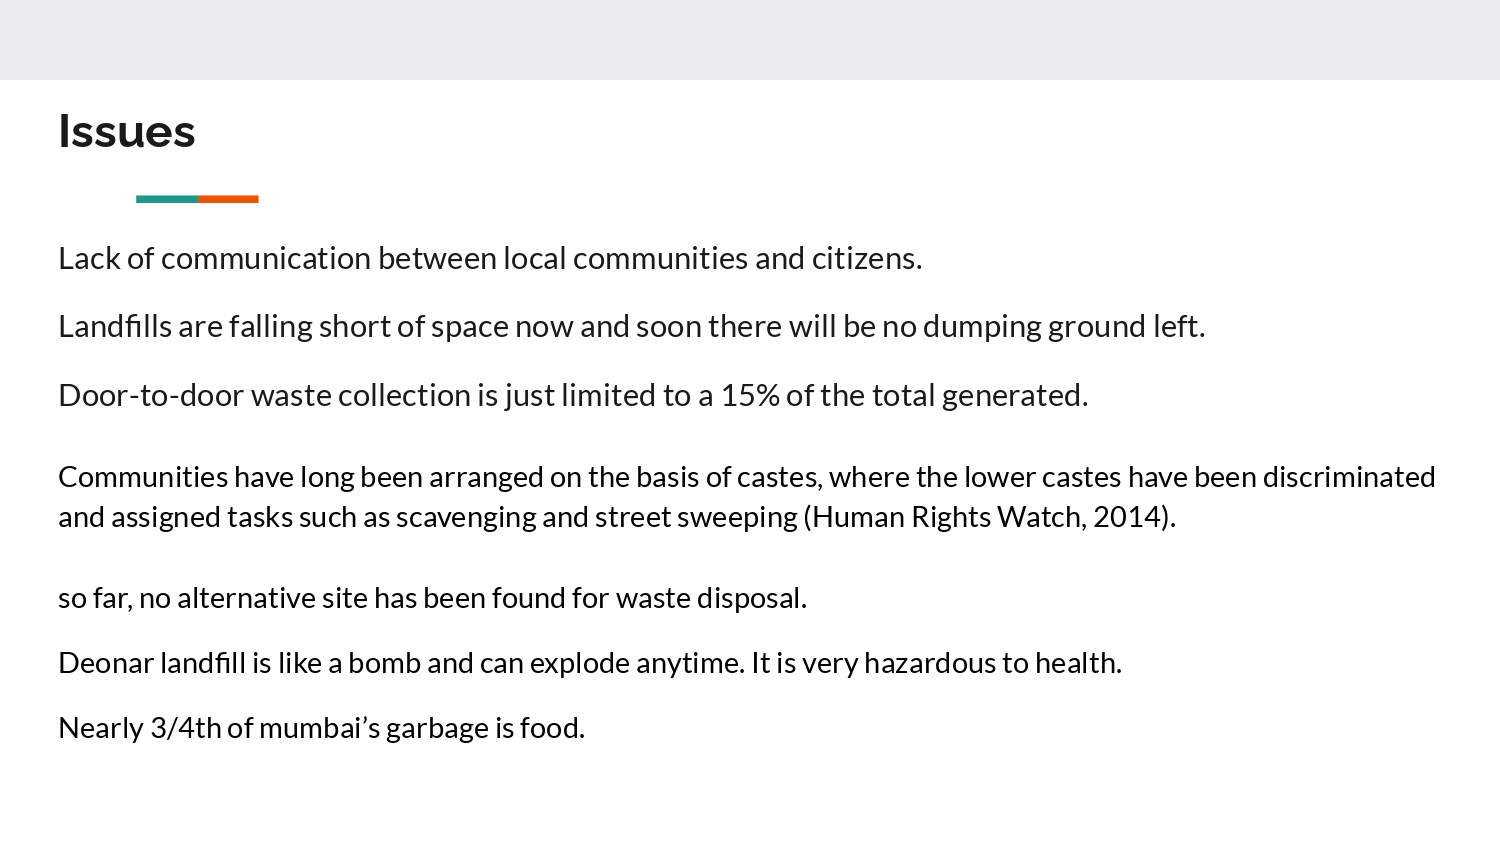 Issues
Lack of communication between local communities and citizens.
Landfills are falling short of space now and soon there will be no dumping ground left.
Door-to-door waste collection is just limited to a 15% of the total generated.
Communities have long been arranged on the basis of castes, where the lower castes have been discriminated
and assigned tasks such as scavenging and street sweeping (Human Rights Watch, 2014).
so far, no alternative site has been found for waste disposal.
Deonar landfill is like a bomb and can explode anytime. It is very hazardous to health.
Nearly 3/4th of mumbai’s garbage is food.